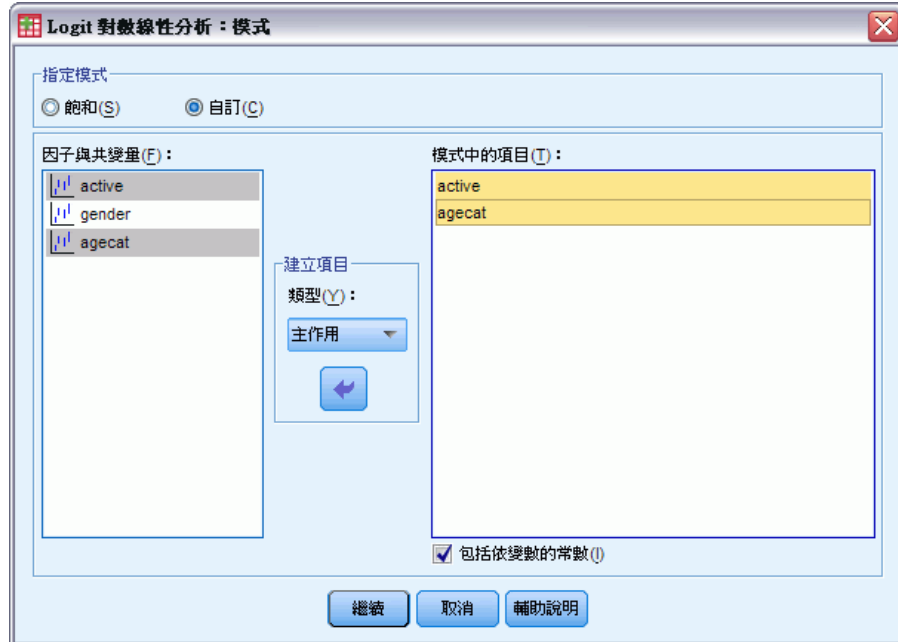 Logit 對數線性分析：模式
指定模式
飽和(S) 自訂(C)
因子與共變量(F)：
active
gender
agecat
建立項目
類型(Y)：
主作用
模式中的項目(T)：
active
agecat
包括依變數的常數(I)
繼續 取消 輔助說明